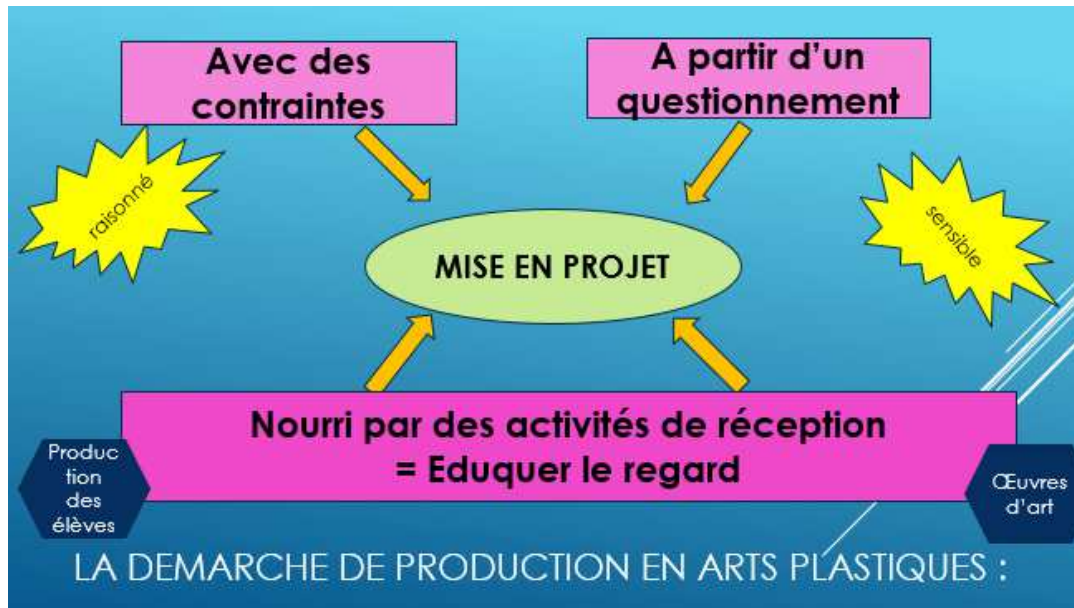 Avec des
contraintes
A partir d'un
questionnement
raisonné
sensible
MISE EN PROJET
Nourri par des activités de réception
= Eduquer le regard
Produc
tion
des
élèves
Œuvres
d'art
LA DEMARCHE DE PRODUCTION EN ARTS PLASTIQUES :